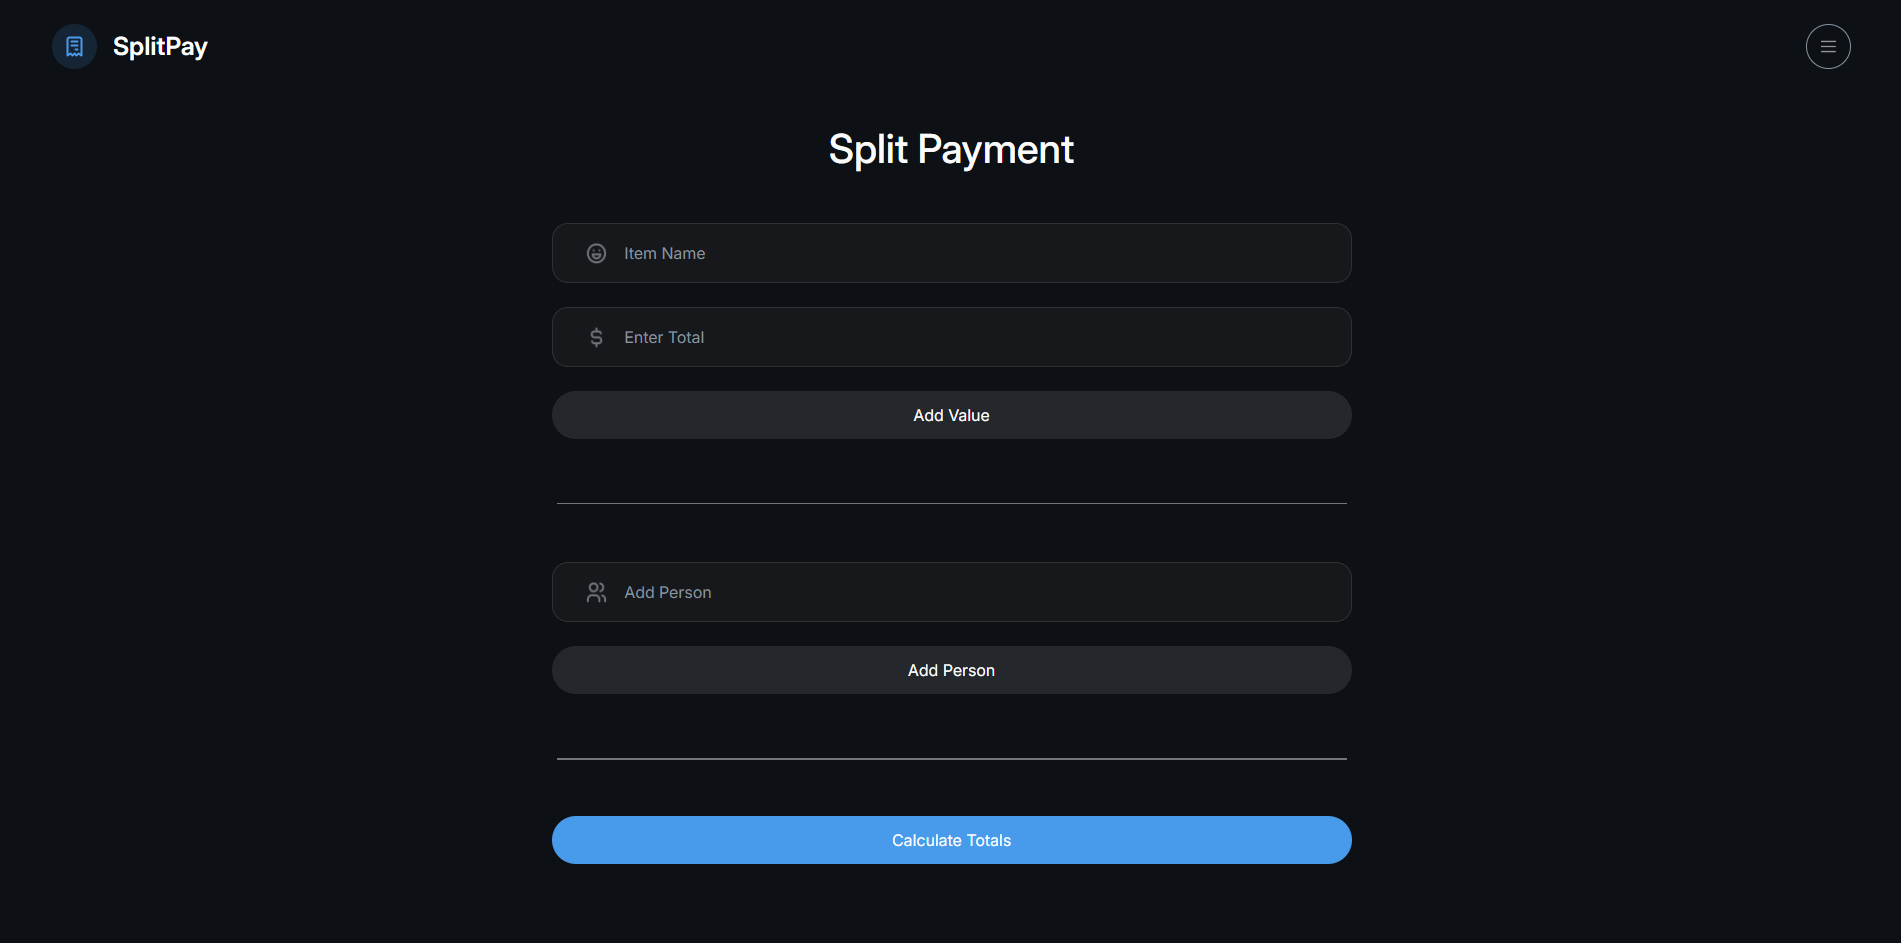 SplitPay
Split Payment
Item Name
Enter Total
Add Value
Add Person
Add Person
Calculate Totals